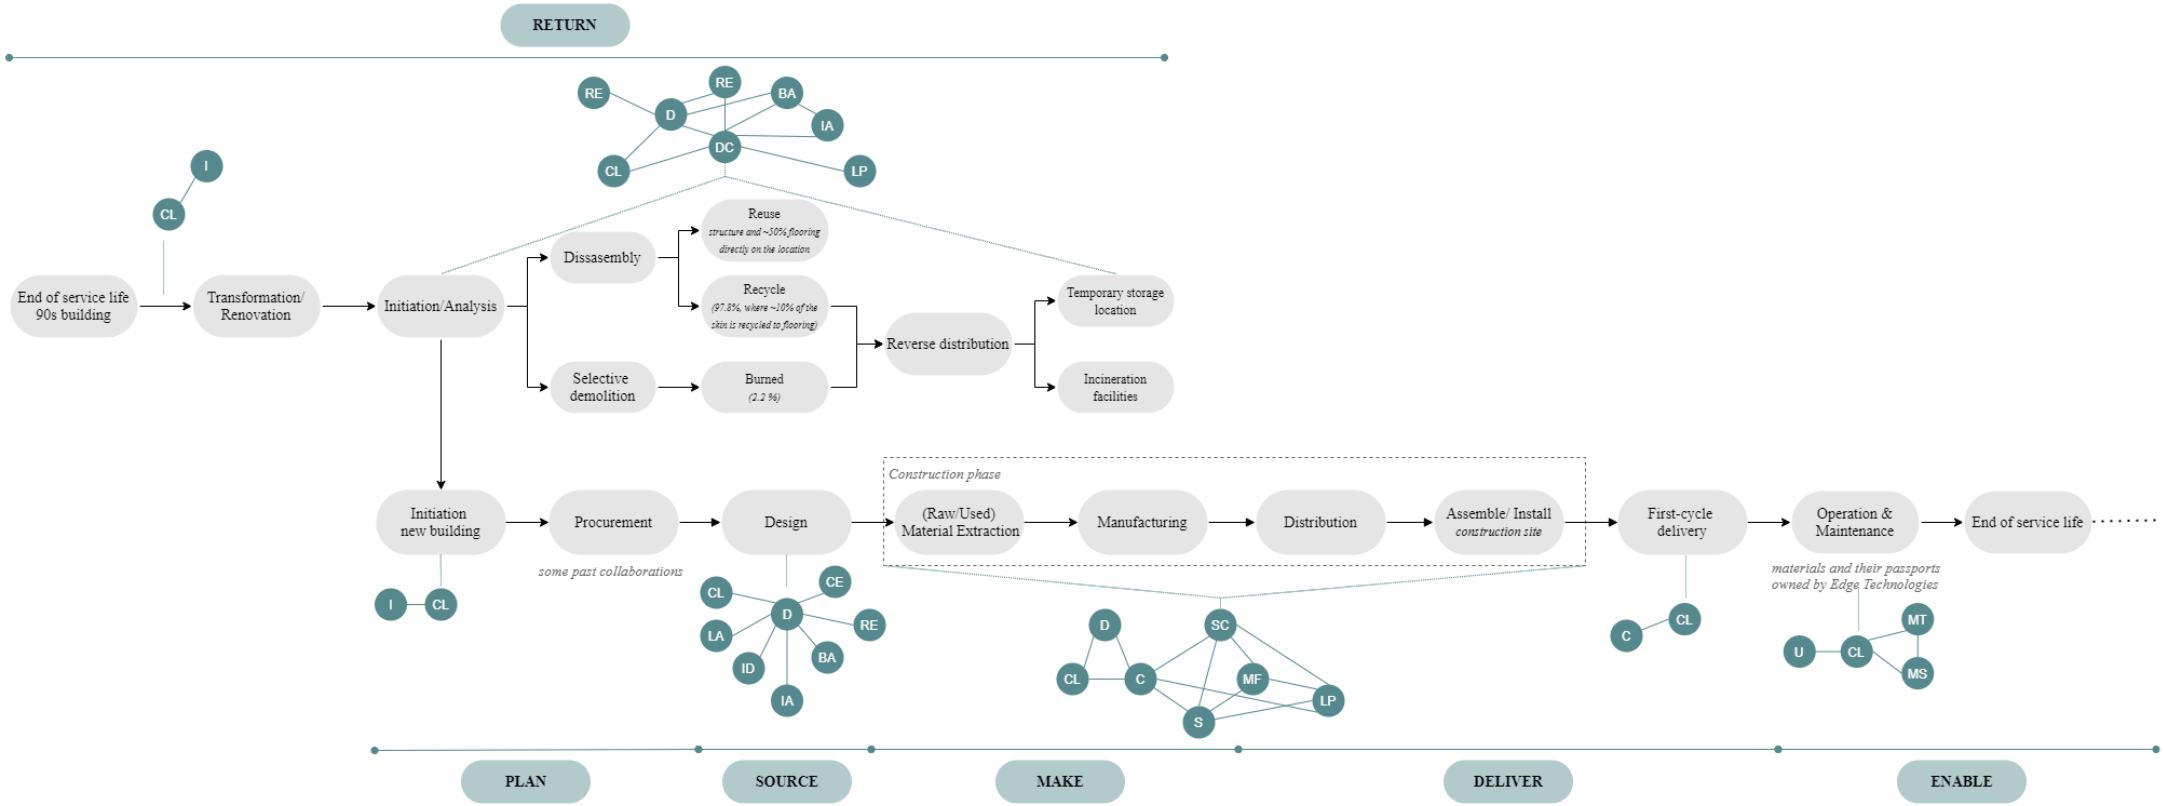 RETURN
RE
RE
BA
D
IA
DC
CL
LP
I
CL
Reuse
structure and ~50% flooring
directly on the location
Dissasembly
End of service life
90s building
Transformation/
Renovation
Initiation/Analysis
Recycle
(97.8%, where ~10% of the
skin is recycled to flooring)
Temporary storage
location
Reverse distribution
Selective
demolition
Burned
(2.2 %)
Incineration
facilities
Construction phase
Initiation
new building
Procurement
Design
(Raw/Used)
Material Extraction
Manufacturing
Distribution
Assemble/ Install
construction site
First-cycle
delivery
Operation &
Maintenance
End of service life
some past collaborations
materials and their passports
owned by Edge Technologies
I
CL
CL
CE
D
LA
RE
ID
BA
IA
D
SC
CL
C
MF
LP
S
C
CL
U
CL
MT
MS
PLAN
SOURCE
MAKE
DELIVER
ENABLE